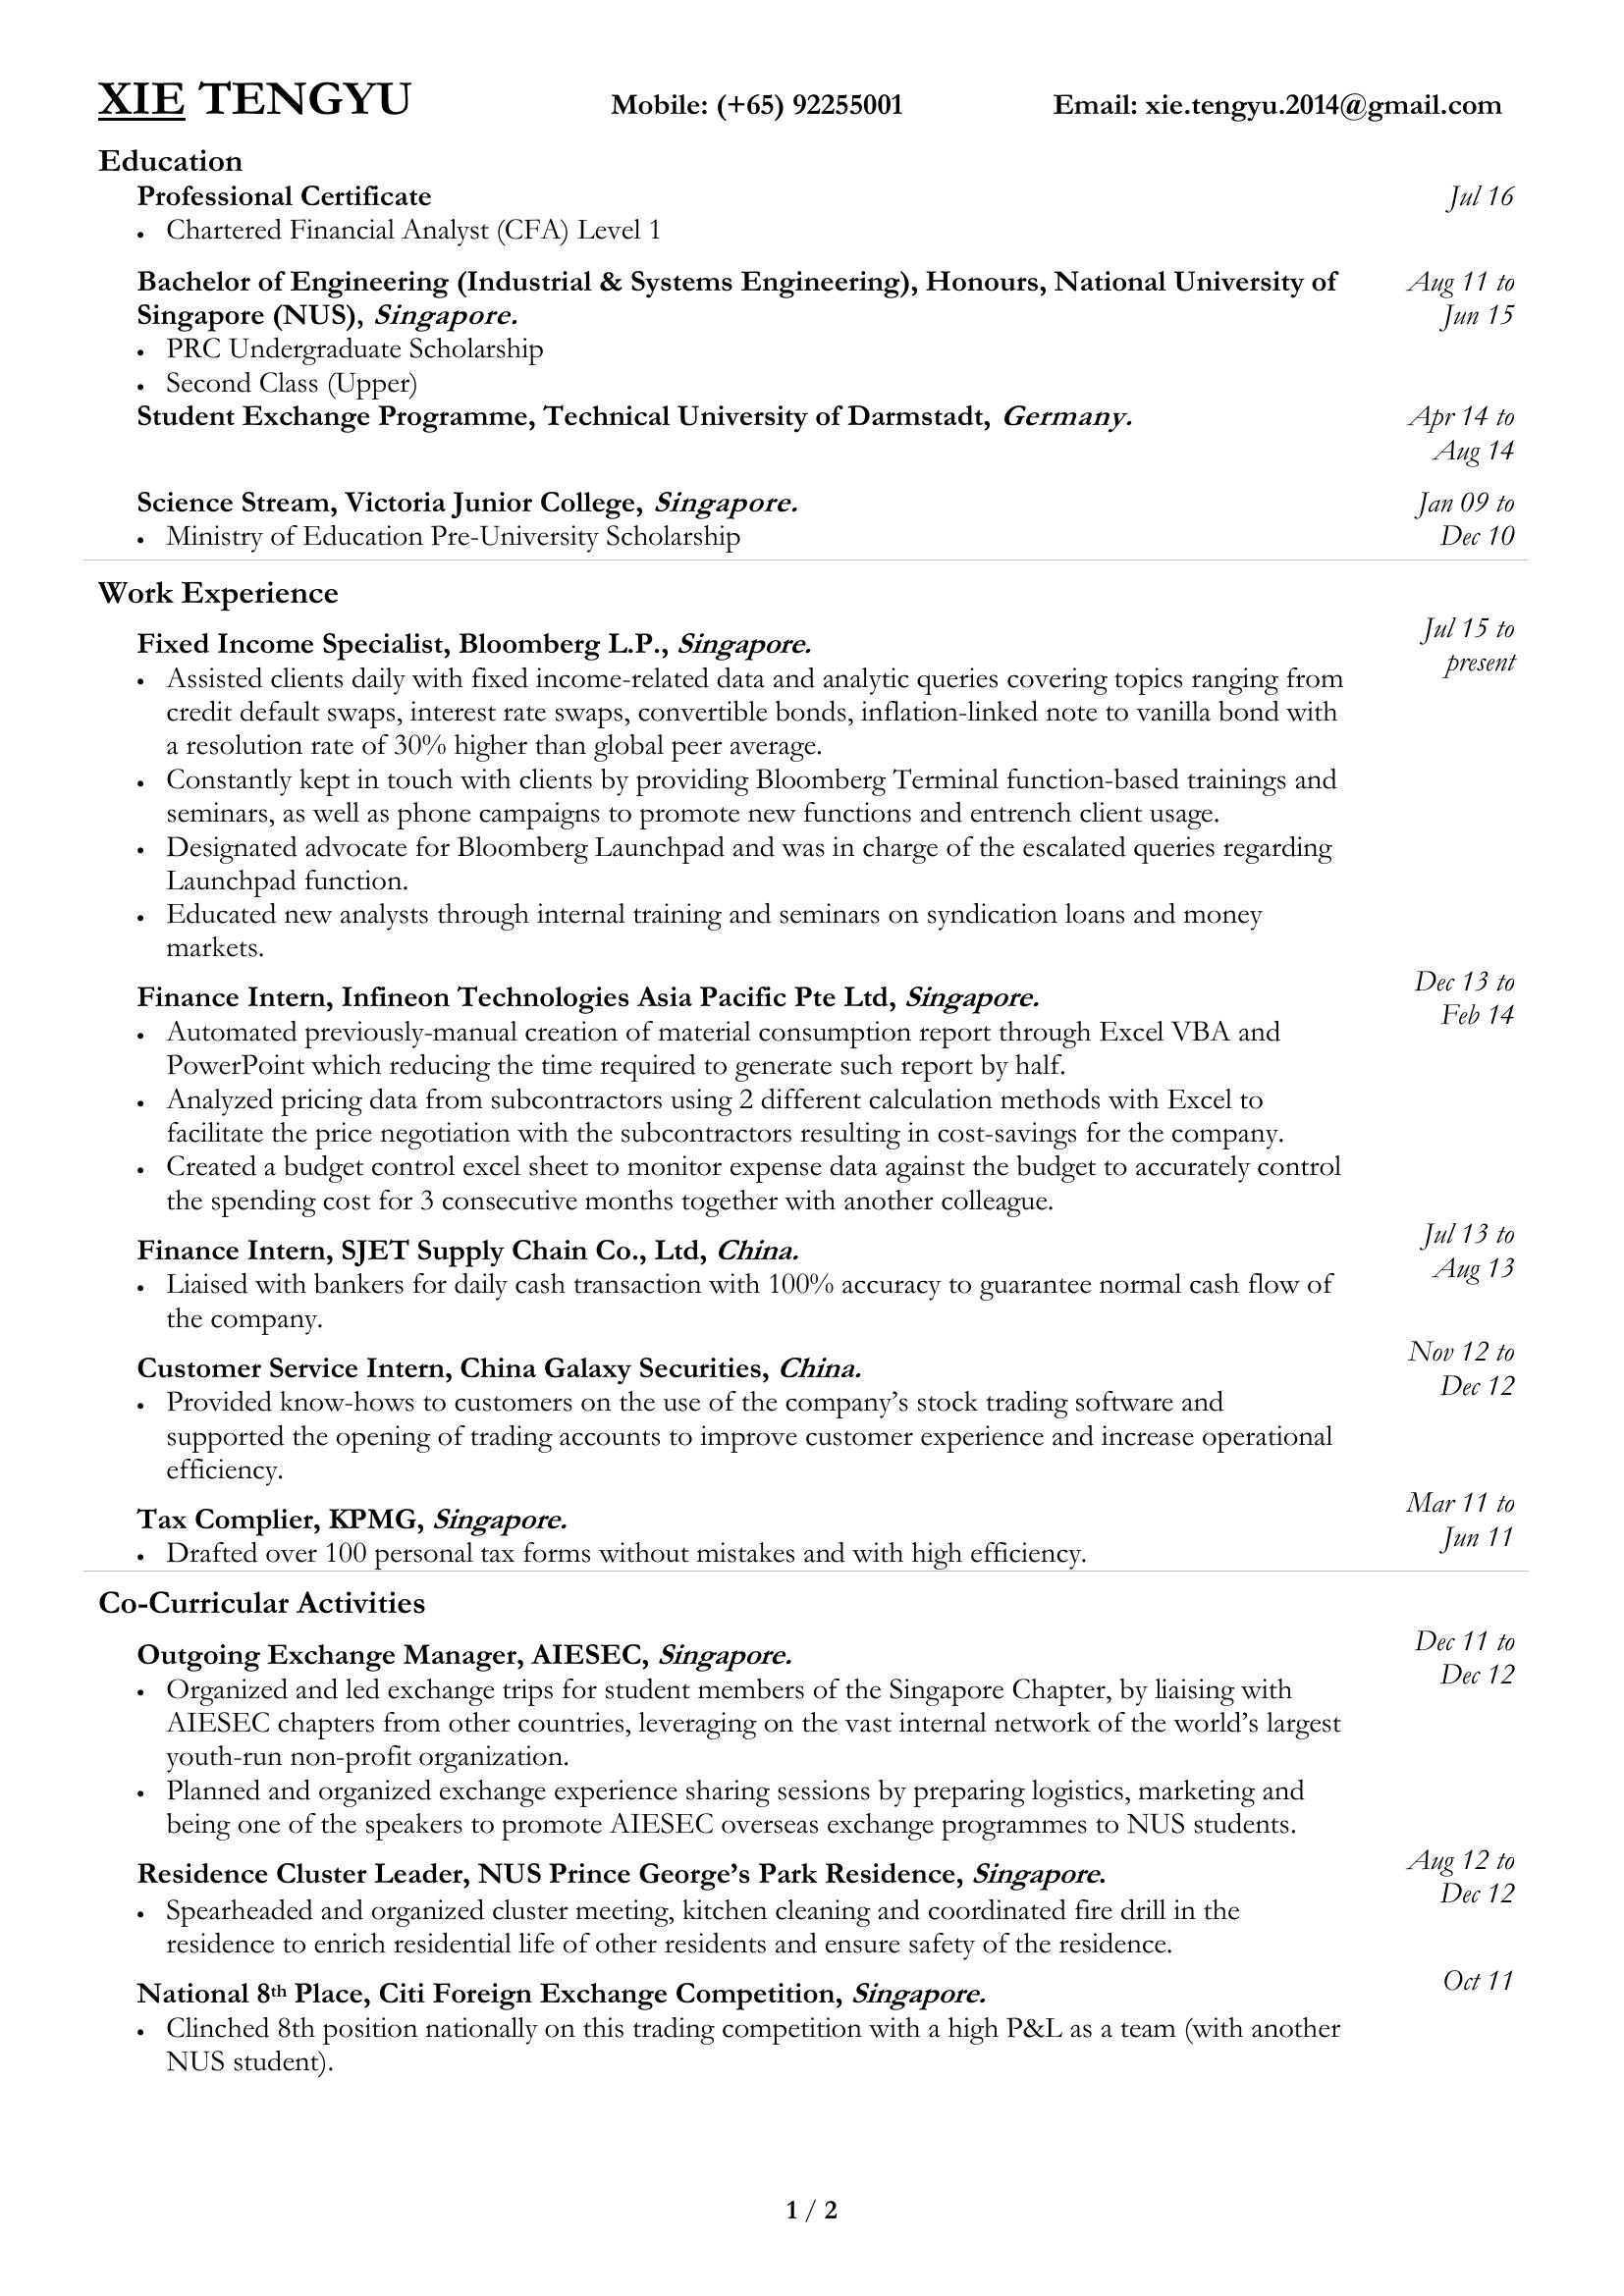 XIE TENGYU Mobile: (+65) 92255001 Email: xie.tengyu.2014@gmail.com
Education
Professional Certificate Jul 16
• Chartered Financial Analyst (CFA) Level 1
Bachelor of Engineering (Industrial & Systems Engineering), Honours, National University of Aug 11 to
Singapore (NUS), Singapore. Jun 15
• PRC Undergraduate Scholarship
• Second Class (Upper)
Student Exchange Programme, Technical University of Darmstadt, Germany. Apr 14 to
Aug 14
Science Stream, Victoria Junior College, Singapore. Jan 09 to
• Ministry of Education Pre-University Scholarship Dec 10
Work Experience
Fixed Income Specialist, Bloomberg L.P., Singapore. Jul 15 to
present
• Assisted clients daily with fixed income-related data and analytic queries covering topics ranging from
credit default swaps, interest rate swaps, convertible bonds, inflation-linked note to vanilla bond with
a resolution rate of 30% higher than global peer average.
• Constantly kept in touch with clients by providing Bloomberg Terminal function-based trainings and
seminars, as well as phone campaigns to promote new functions and entrench client usage.
• Designated advocate for Bloomberg Launchpad and was in charge of the escalated queries regarding
Launchpad function.
• Educated new analysts through internal training and seminars on syndication loans and money
markets.
Finance Intern, Infineon Technologies Asia Pacific Pte Ltd, Singapore. Dec 13 to
Feb 14
• Automated previously-manual creation of material consumption report through Excel VBA and
PowerPoint which reducing the time required to generate such report by half.
• Analyzed pricing data from subcontractors using 2 different calculation methods with Excel to
facilitate the price negotiation with the subcontractors resulting in cost-savings for the company.
• Created a budget control excel sheet to monitor expense data against the budget to accurately control
the spending cost for 3 consecutive months together with another colleague.
Finance Intern, SJET Supply Chain Co., Ltd, China. Jul 13 to
Aug 13
• Liaised with bankers for daily cash transaction with 100% accuracy to guarantee normal cash flow of
the company.
Customer Service Intern, China Galaxy Securities, China. Nov 12 to
Dec 12
• Provided know-hows to customers on the use of the company's stock trading software and
supported the opening of trading accounts to improve customer experience and increase operational
efficiency.
Tax Complier, KPMG, Singapore. Mar 11 to
Jun 11
• Drafted over 100 personal tax forms without mistakes and with high efficiency.
Co-Curricular Activities
Outgoing Exchange Manager, AIESEC, Singapore. Dec 11 to
Dec 12
• Organized and led exchange trips for student members of the Singapore Chapter, by liaising with
AIESEC chapters from other countries, leveraging on the vast internal network of the world's largest
youth-run non-profit organization.
• Planned and organized exchange experience sharing sessions by preparing logistics, marketing and
being one of the speakers to promote AIESEC overseas exchange programmes to NUS students.
Residence Cluster Leader, NUS Prince George's Park Residence, Singapore. Aug 12 to
Dec 12
• Spearheaded and organized cluster meeting, kitchen cleaning and coordinated fire drill in the
residence to enrich residential life of other residents and ensure safety of the residence.
National 8th Place, Citi Foreign Exchange Competition, Singapore. Oct 11
• Clinched 8th position nationally on this trading competition with a high P&L as a team (with another
NUS student).
1 / 2